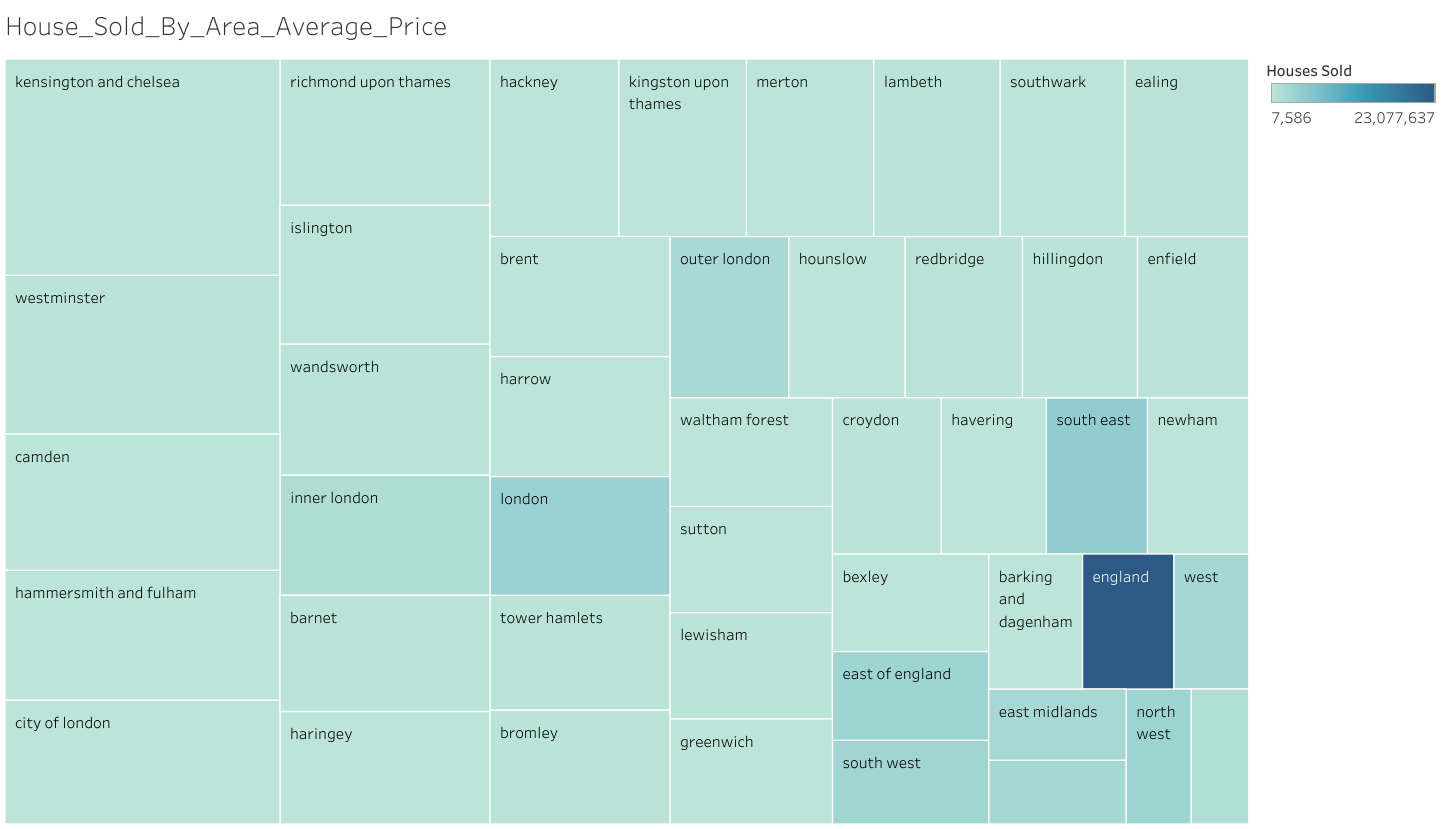 House_Sold_By_Area_Average_Price
kensington and chelsea
westminster
camden
hammersmith and fulham
city of london
richmond upon thames
islington
wandsworth
inner london
barnet
haringey
hackney
kingston upon
thames
merton
lambeth
southwark
ealing
brent
harrow
london
tower hamlets
bromley
outer london
hounslow
redbridge
hillingdon
enfield
waltham forest
sutton
lewisham
greenwich
croydon
havering
south east
newham
bexley
east of england
south west
barking
and
dagenham
england
west
east midlands
north
west
Houses Sold
7,586
23,077,637